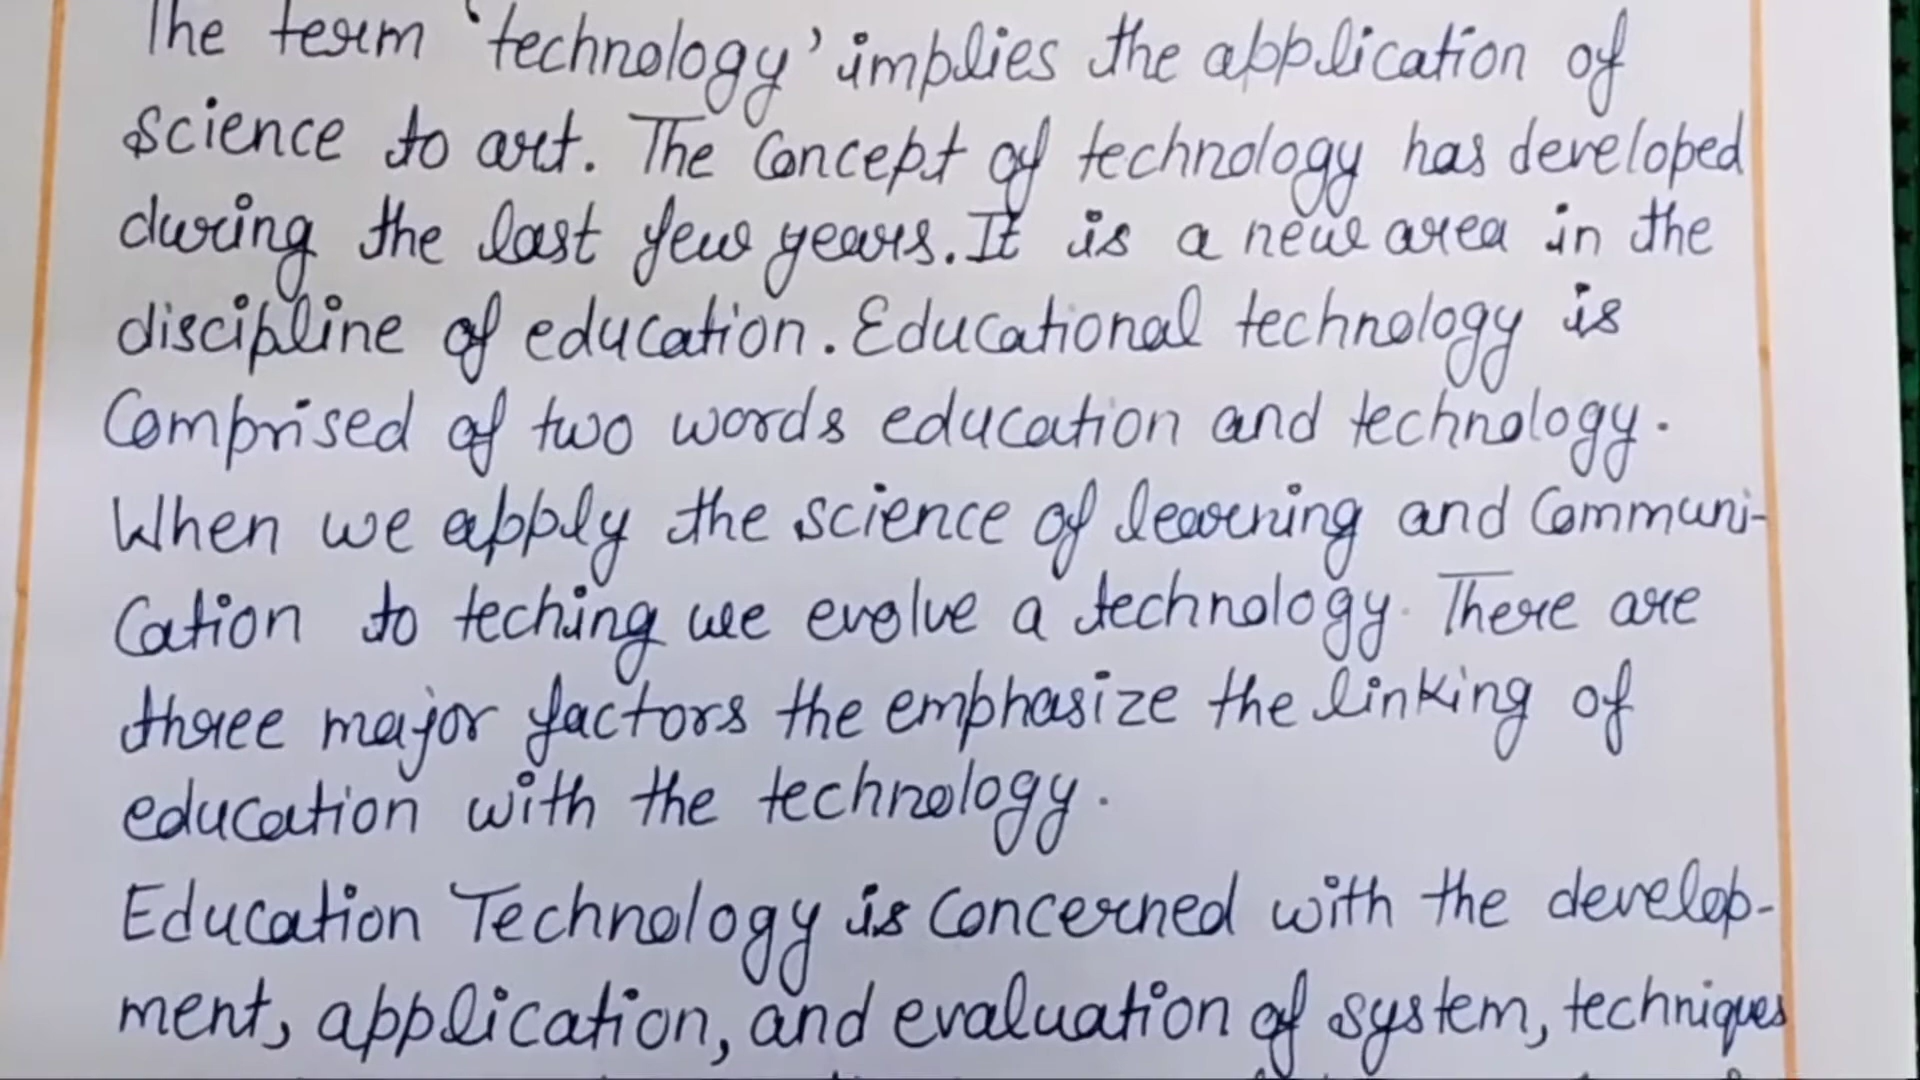 The term 'technology' implies the application of
science to art. The concept of technology has developed
during the last few years. It is a new area in the
discipline of education. Educational technology is
Comprised of two words education and technology.
When we apply the science of learning and Communi-
cation to teching we evolve a technology. There are
three major factors the emphasize the linking of
education with the technology.
Education Technology is concerned with the develop-
ment, application, and evaluation of system, techniques